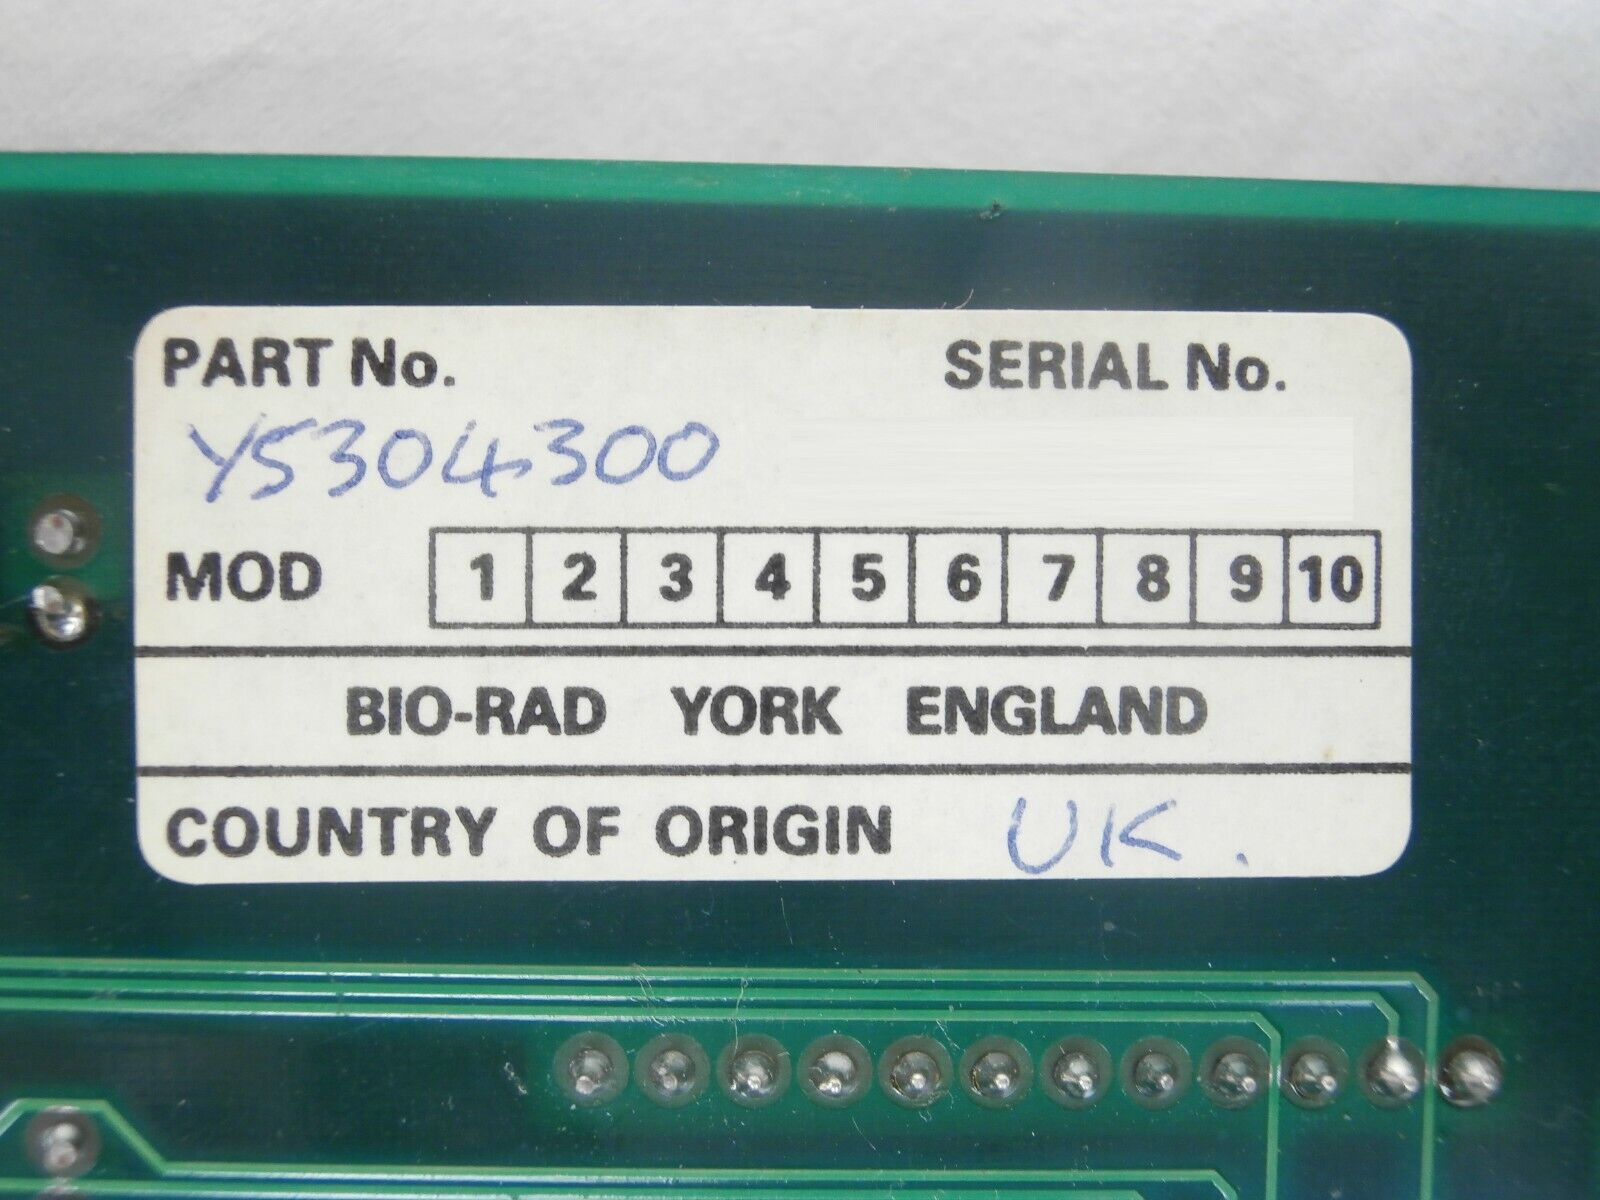 PART No. SERIAL No.
Y5304300
MOD 1 2 3 4 5 6 7 8 9 10
BIO-RAD YORK ENGLAND
COUNTRY OF ORIGIN UK.